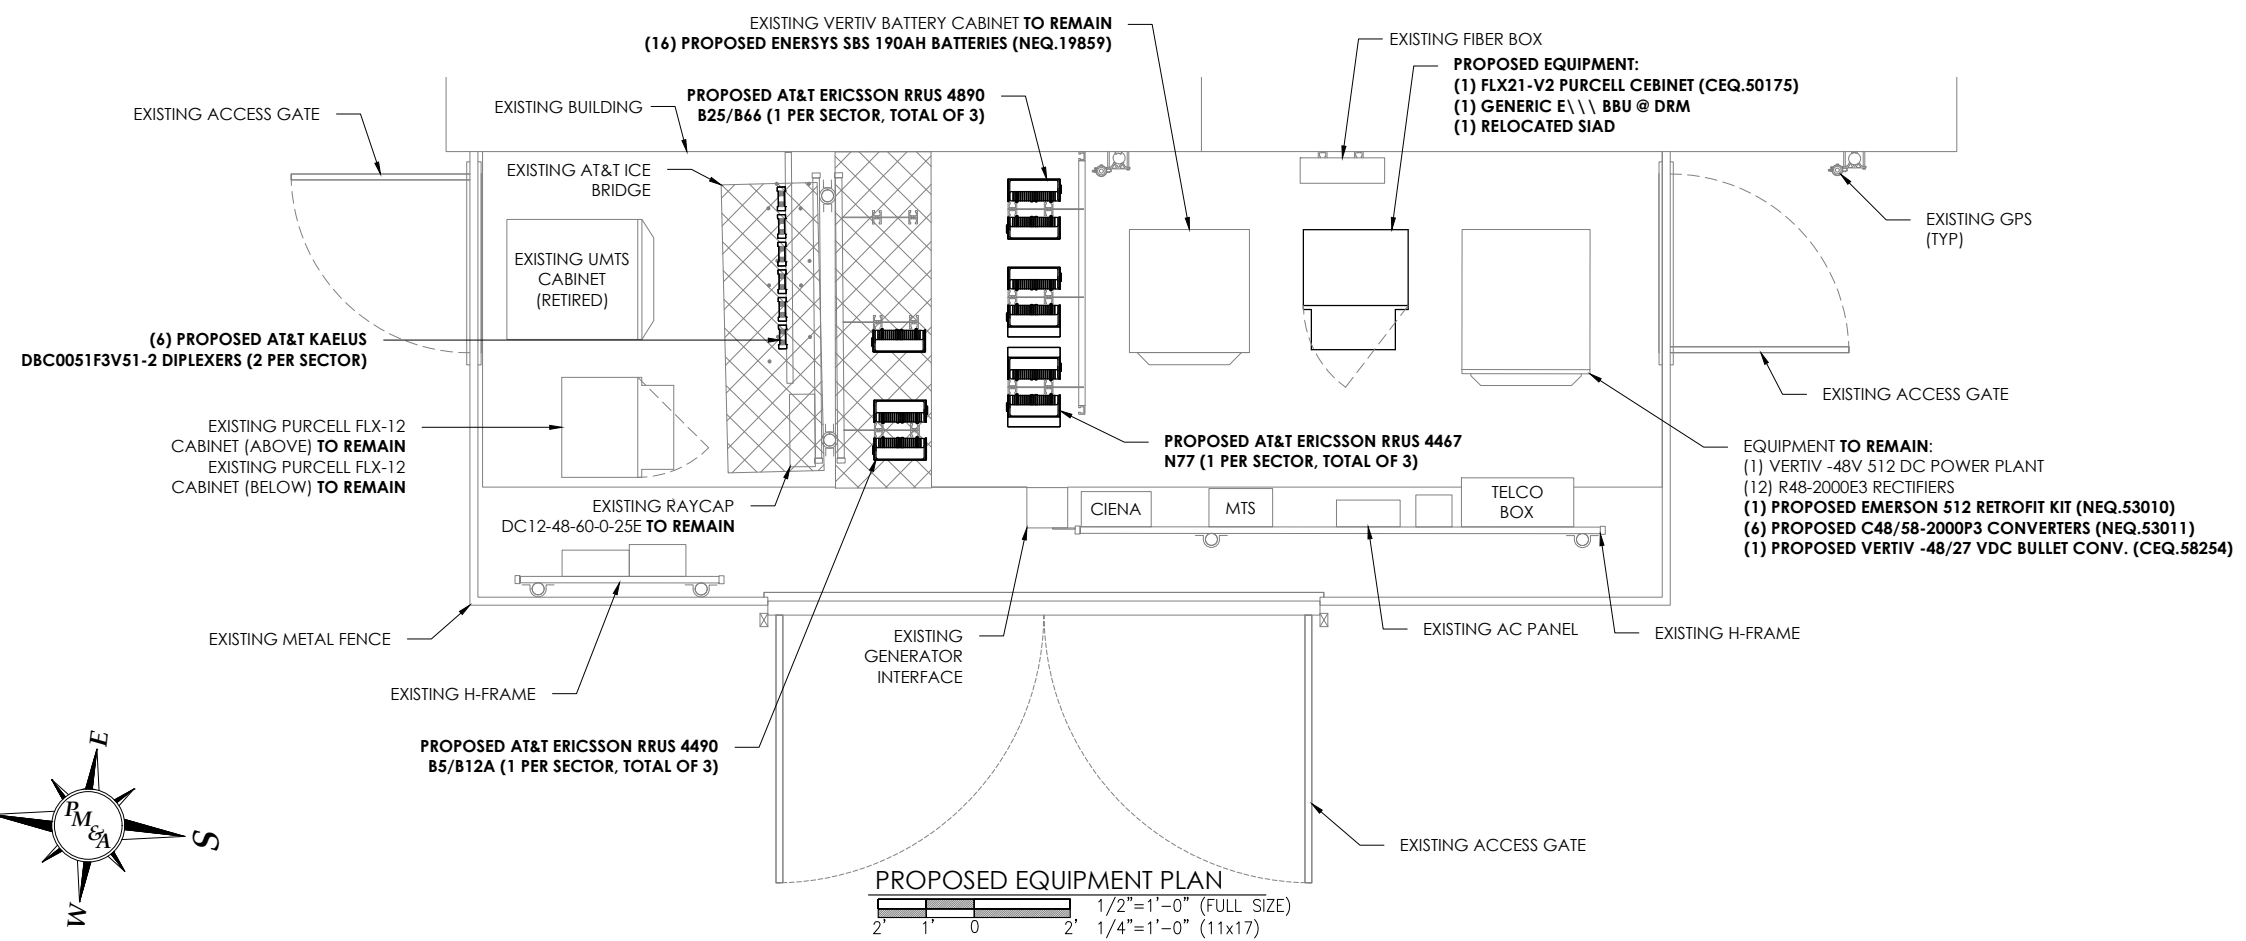 EXISTING VERTIV BATTERY CABINET TO REMAIN
(16) PROPOSED ENERSYS SBS 190AH BATTERIES (NEQ.19859)
EXISTING FIBER BOX
PROPOSED EQUIPMENT:
(1) FLX21-V2 PURCELL CEBINET (CEQ.50175)
(1) GENERIC E\\\ BBU @ DRM
(1) RELOCATED SIAD
EXISTING ACCESS GATE
EXISTING BUILDING
PROPOSED AT&T ERICSSON RRUS 4890
B25/B66 (1 PER SECTOR, TOTAL OF 3)
EXISTING AT&T ICE
BRIDGE
EXISTING GPS
(TYP)
EXISTING UMTS
CABINET
(RETIRED)
(6) PROPOSED AT&T KAELUS
DBC0051F3V51-2 DIPLEXERS (2 PER SECTOR)
EXISTING ACCESS GATE
EXISTING PURCELL FLX-12
CABINET (ABOVE) TO REMAIN
EXISTING PURCELL FLX-12
CABINET (BELOW) TO REMAIN
PROPOSED AT&T ERICSSON RRUS 4467
N77 (1 PER SECTOR, TOTAL OF 3)
EQUIPMENT TO REMAIN:
(1) VERTIV -48V 512 DC POWER PLANT
(12) R48-2000E3 RECTIFIERS
(1) PROPOSED EMERSON 512 RETROFIT KIT (NEQ.53010)
(6) PROPOSED C48/58-2000P3 CONVERTERS (NEQ.53011)
(1) PROPOSED VERTIV -48/27 VDC BULLET CONV. (CEQ.58254)
EXISTING RAYCAP
DC12-48-60-0-25E TO REMAIN
CIENA
MTS
TELCO
BOX
EXISTING METAL FENCE
EXISTING GENERATOR
INTERFACE
EXISTING AC PANEL
EXISTING H-FRAME
EXISTING H-FRAME
PROPOSED AT&T ERICSSON RRUS 4490
B5/B12A (1 PER SECTOR, TOTAL OF 3)
EXISTING ACCESS GATE
E
S
W
PM&A
PROPOSED EQUIPMENT PLAN
1/2"=1'-0" (FULL SIZE)
1/4"=1'-0" (11x17)
2' 1' 0 2'